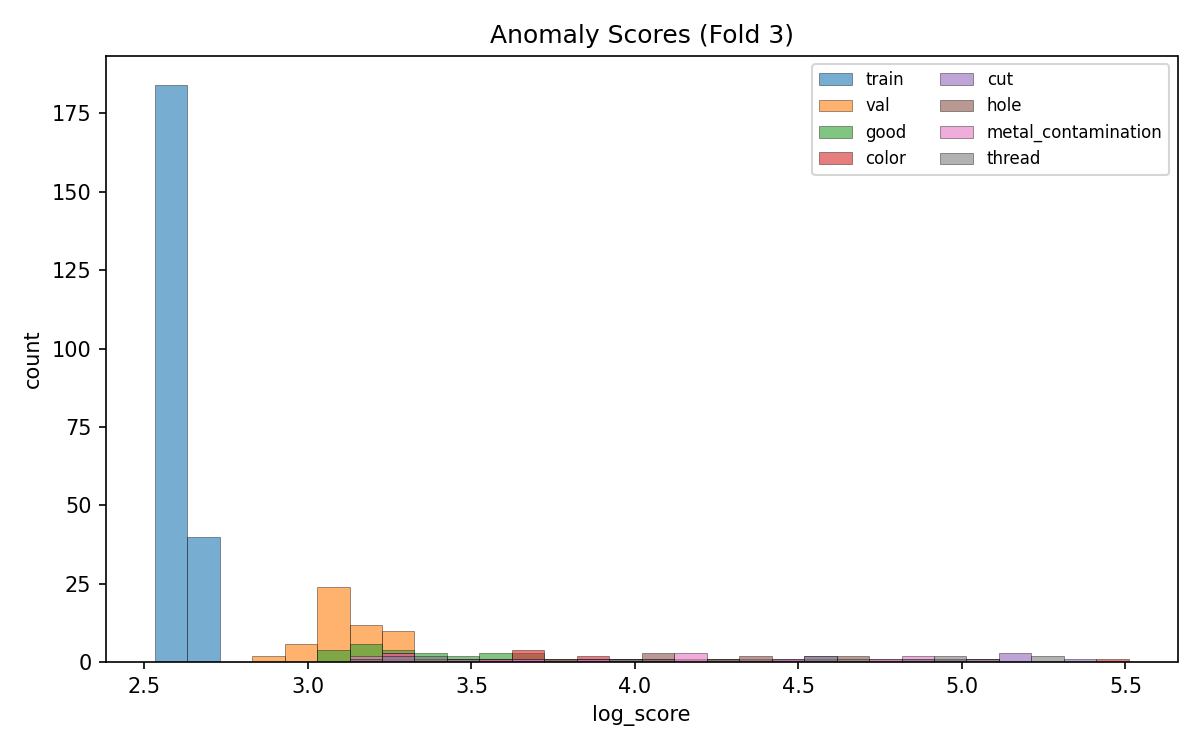 Anomaly Scores (Fold 3)
train
val
good
color
cut
hole
metal_contamination
thread
count
175
150
125
100
75
50
25
0
2.5 3.0 3.5 4.0 4.5 5.0 5.5
log_score